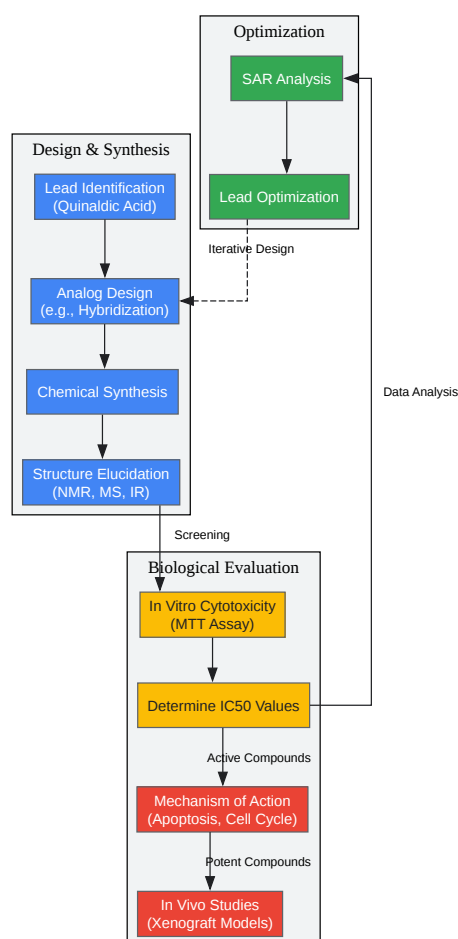 Optimization
SAR Analysis
Lead Optimization
Iterative Design
Design & Synthesis
Lead Identification
(Quinaldic Acid)
Analog Design
(e.g., Hybridization)
Chemical Synthesis
Structure Elucidation
(NMR, MS, IR)
Data Analysis
Screening
Biological Evaluation
In Vitro Cytotoxicity
(MTT Assay)
Determine IC50 Values
Active Compounds
Mechanism of Action
(Apoptosis, Cell Cycle)
Potent Compounds
In Vivo Studies
(Xenograft Models)